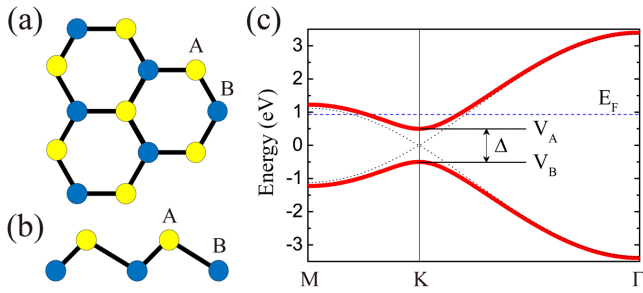 (a)
A
B
(b)
A
B
(c)
Energy (eV)
3
2
1
0
-1
-2
-3
E_F
V_A
Δ
V_B
M
K
Γ